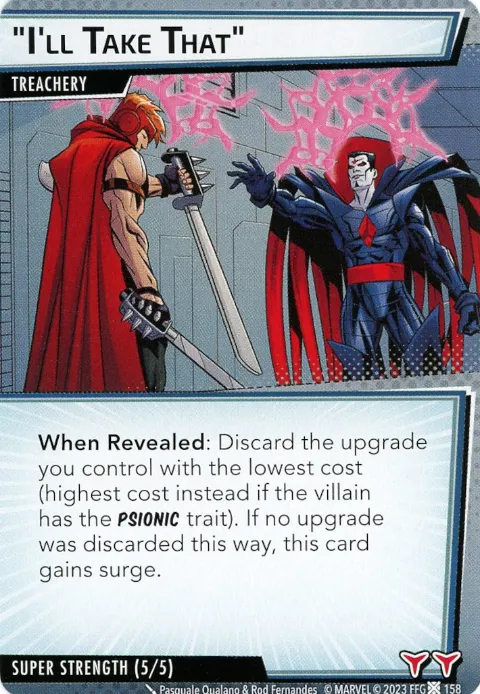 "I'll Take That"
TREACHERY
When Revealed: Discard the upgrade
you control with the lowest cost
(highest cost instead if the villain
has the PSIONIC trait). If no upgrade
was discarded this way, this card
gains surge.
SUPER STRENGTH (5/5)
Pasquale Qualano & Rod Fernandes © MARVEL © 2023 FFG 158